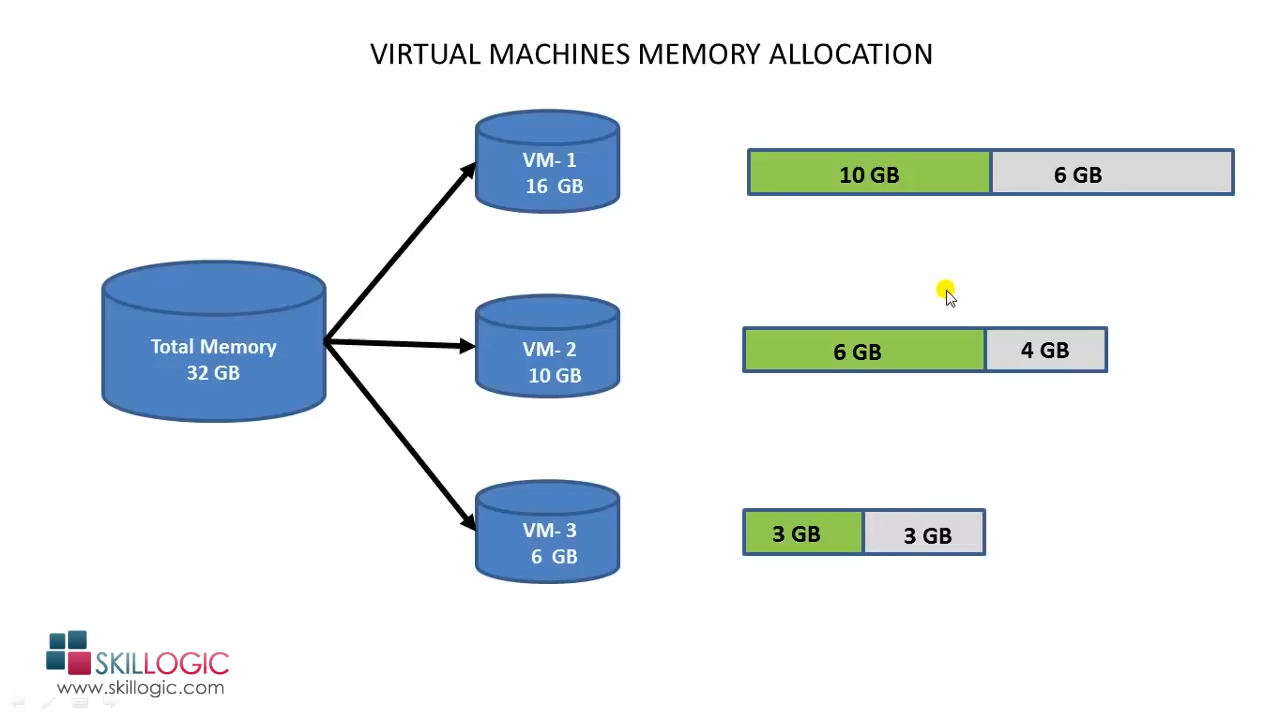 VIRTUAL MACHINES MEMORY ALLOCATION
VM- 1
16 GB
10 GB
6 GB
Total Memory
32 GB
VM- 2
10 GB
6 GB
4 GB
VM- 3
6 GB
3 GB
3 GB
SKILLOGIC
www.skillogic.com